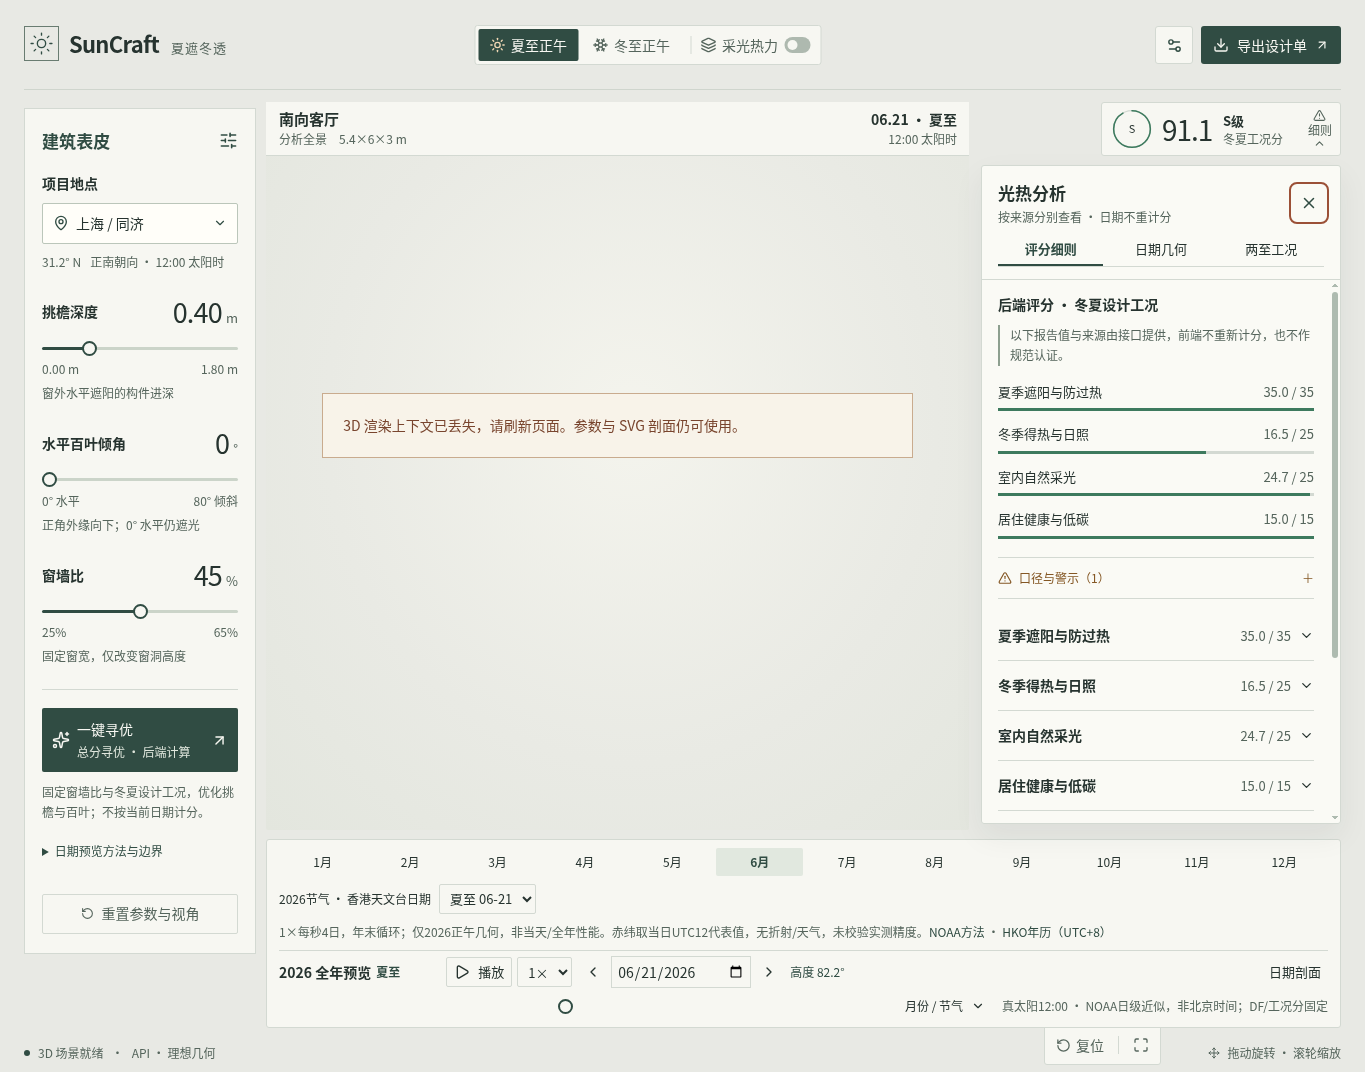 SunCraft 夏遮冬透
夏至正午 冬至正午 采光热力
导出设计单
建筑表皮
项目地点
上海 / 同济
31.2° N 正南朝向 · 12:00 太阳时
挑檐深度 0.40 m
0.00 m 1.80 m
窗外水平遮阳的构件进深
水平百叶倾角 0 °
0° 水平 80° 倾斜
正角外缘向下；0° 水平仍遮光
窗墙比 45 %
25% 65%
固定窗宽，仅改变窗洞高度
一键寻优
总分寻优 · 后端计算
固定窗墙比与冬夏设计工况，优化挑
檐与百叶；不按当前日期计分。
日期预览方法与边界
重置参数与视角
南向客厅 06.21 · 夏至
分析全景 5.4×6×3 m 12:00 太阳时
3D 渲染上下文已丢失，请刷新页面。参数与 SVG 剖面仍可使用。
S 91.1 S级
冬夏工况分
细则
光热分析
按来源分别查看 · 日期不重计分
评分细则 日期几何 两至工况
后端评分 · 冬夏设计工况
以下报告值与来源由接口提供，前端不重新计分，也不作
规范认证。
夏季遮阳与防过热 35.0 / 35
冬季得热与日照 16.5 / 25
室内自然采光 24.7 / 25
居住健康与低碳 15.0 / 15
口径与警示（1） +
夏季遮阳与防过热 35.0 / 35
冬季得热与日照 16.5 / 25
室内自然采光 24.7 / 25
居住健康与低碳 15.0 / 15
1月 2月 3月 4月 5月 6月 7月 8月 9月 10月 11月 12月
2026节气 · 香港天文台日期 夏至 06-21
1×每秒4日，年末循环；仅2026正午几何，非当天/全年性能。赤纬取当日UTC12代表值，无折射/天气，未校验实测精度。NOAA方法 · HKO年历（UTC+8）
2026 全年预览 夏至 播放 1× 06/21/2026 高度 82.2° 日期剖面
月份 / 节气 真太阳12:00 · NOAA日级近似，非北京时间；DF/工况分固定
3D 场景就绪 · API · 理想几何
复位
拖动旋转 · 滚轮缩放